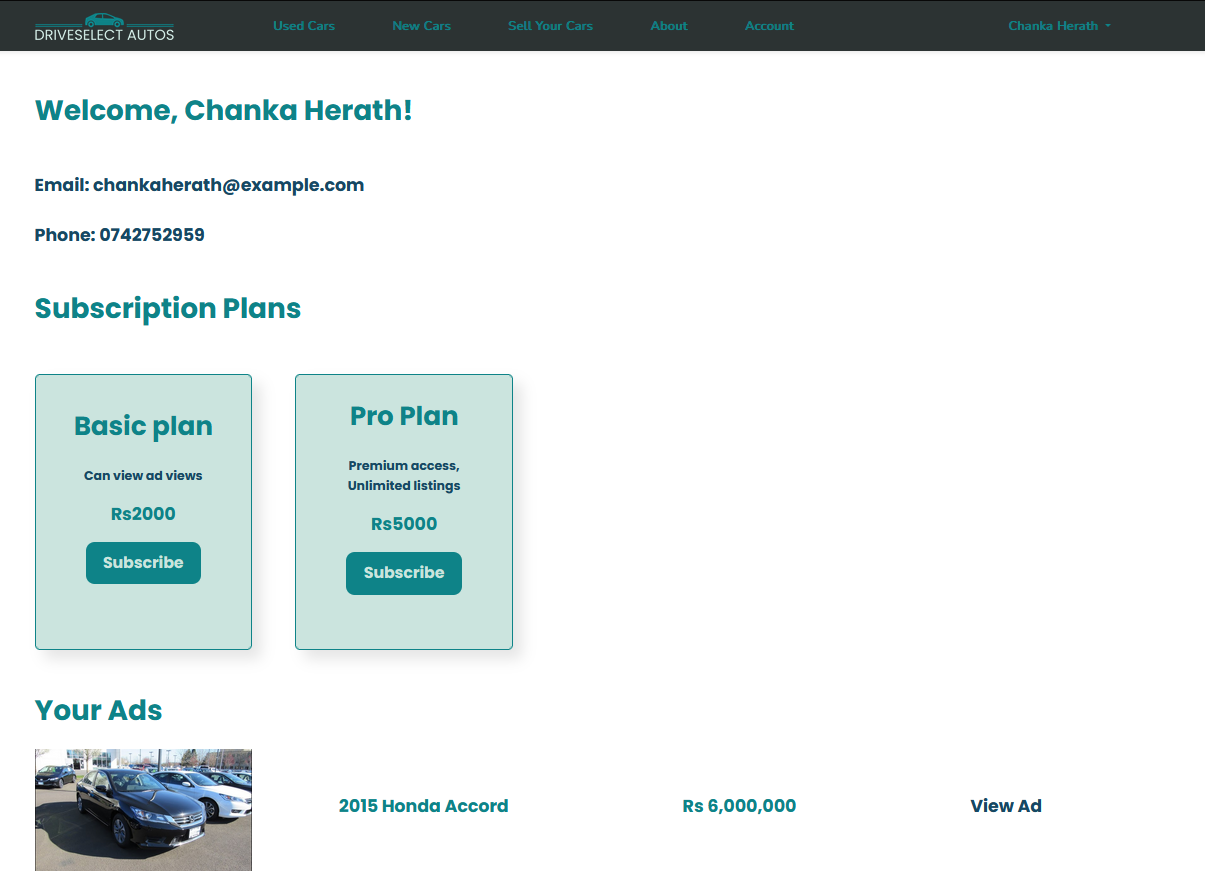 DRIVESELECT AUTOS
Used Cars
New Cars
Sell Your Cars
About
Account
Chanka Herath
Welcome, Chanka Herath!
Email: chankaherath@example.com
Phone: 0742752959
Subscription Plans
Basic plan
Can view ad views
Rs2000
Subscribe
Pro Plan
Premium access,
Unlimited listings
Rs5000
Subscribe
Your Ads
2015 Honda Accord
Rs 6,000,000
View Ad